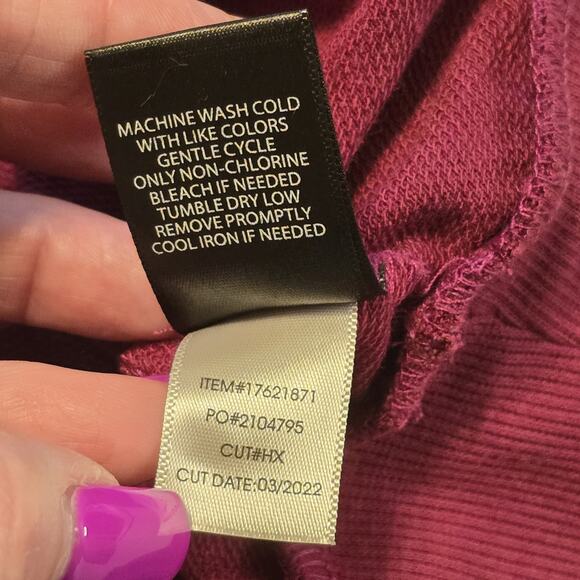 MACHINE WASH COLD
WITH LIKE COLORS
GENTLE CYCLE
ONLY NON-CHLORINE
BLEACH IF NEEDED
TUMBLE DRY LOW
REMOVE PROMPTLY
COOL IRON IF NEEDED
ITEM#17621871
PO#2104795
CUT#HX
CUT DATE:03/2022